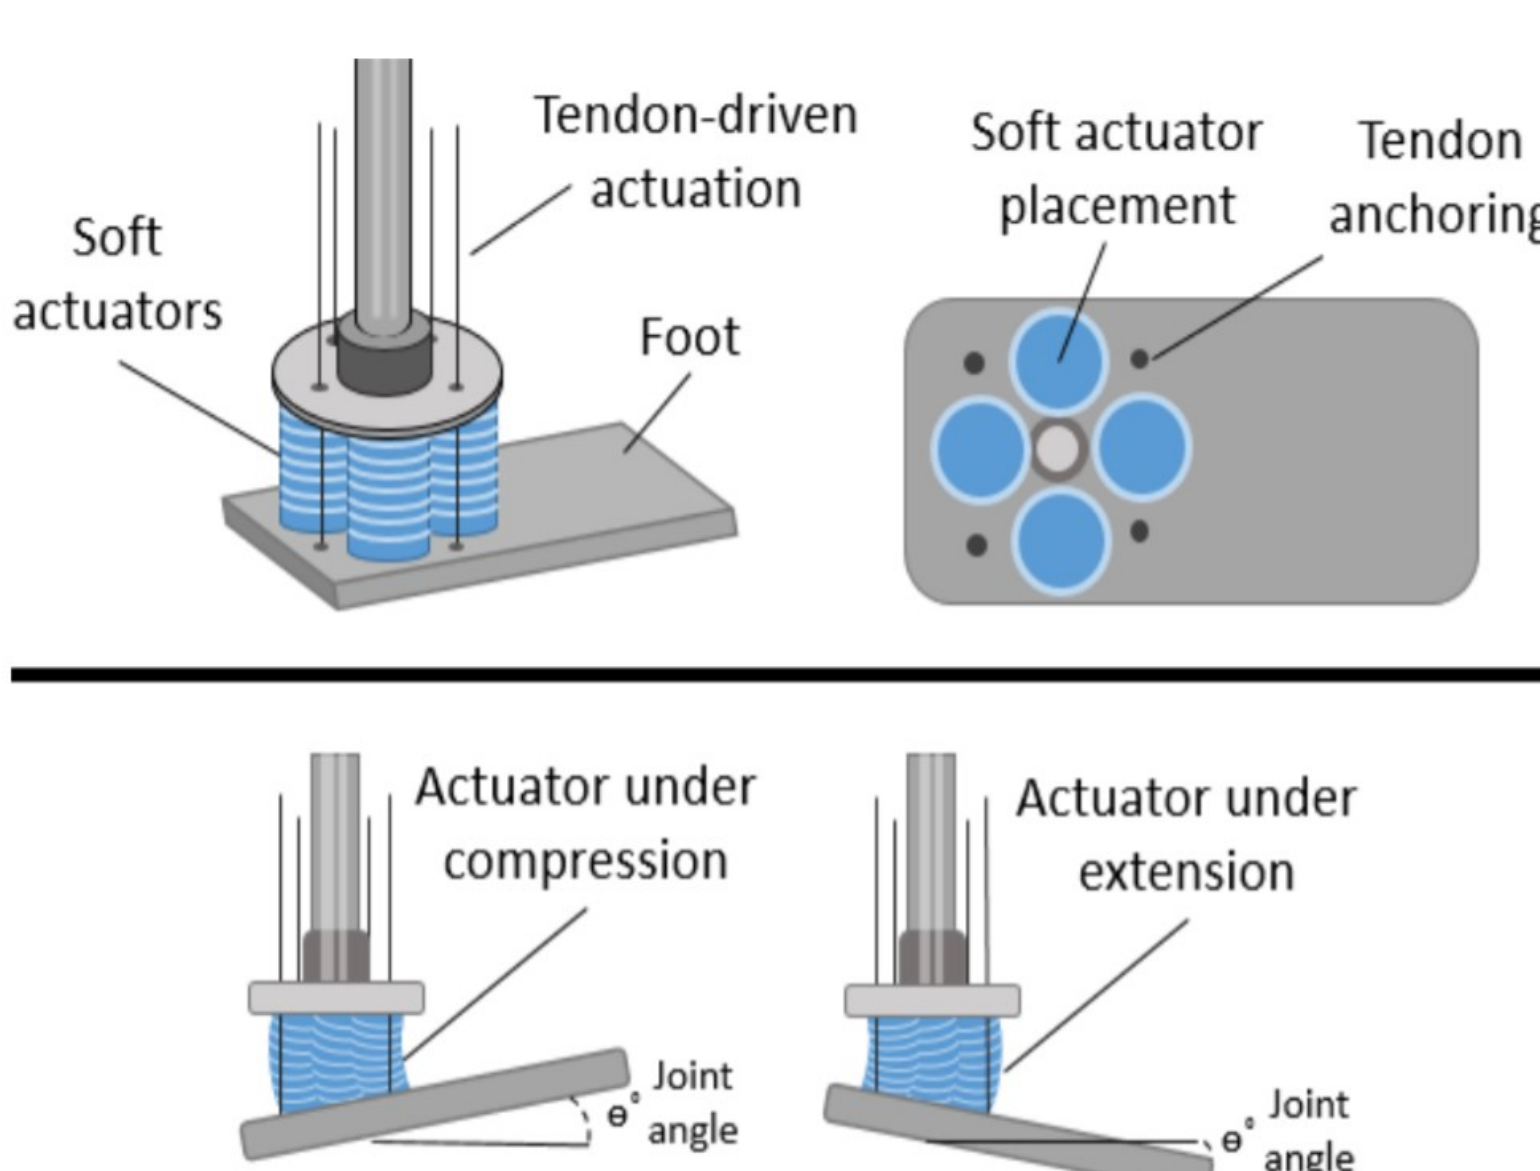 Tendon-driven
actuation
Soft
actuators
Foot
Soft actuator
placement
Tendon
anchoring
Actuator under
compression
Joint
angle
ɵ°
Actuator under
extension
Joint
angle
ɵ°